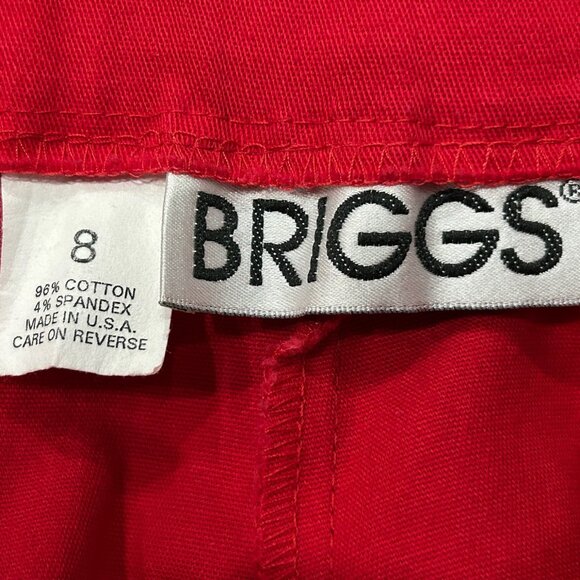 BRIGGS®
8
96% COTTON
4% SPANDEX
MADE IN U.S.A.
CARE ON REVERSE